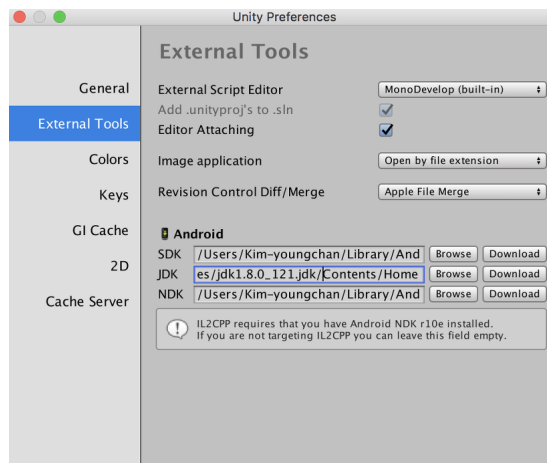 Unity Preferences
External Tools
General
External Tools
Colors
Keys
GI Cache
2D
Cache Server
External Script Editor MonoDevelop (built-in)
Add .unityproj's to .sln
Editor Attaching
Image application Open by file extension
Revision Control Diff/Merge Apple File Merge
Android
SDK /Users/Kim-youngchan/Library/And Browse Download
JDK es/jdk1.8.0_121.jdk/Contents/Home Browse Download
NDK /Users/Kim-youngchan/Library/And Browse Download
IL2CPP requires that you have Android NDK r10e installed.
If you are not targeting IL2CPP you can leave this field empty.